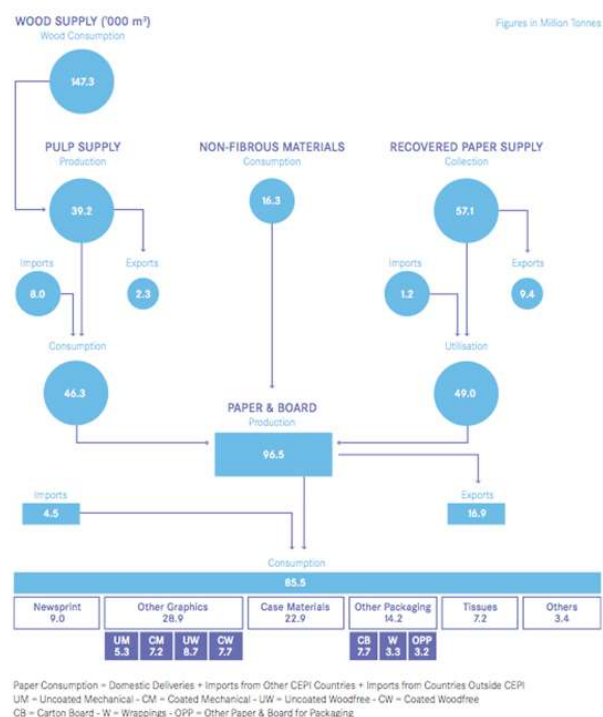 WOOD SUPPLY ('000 m³)
Figures in Million Tonnes
Wood Consumption
147.3
PULP SUPPLY
NON-FIBROUS MATERIALS
RECOVERED PAPER SUPPLY
Production
Consumption
Collection
39.2
16.3
57.1
Imports
Exports
Imports
Exports
8.0
2.3
1.2
9.4
Consumption
Utilisation
46.3
49.0
PAPER & BOARD
Production
96.5
Imports
Exports
4.5
16.9
Consumption
85.5
Newsprint
9.0
Other Graphics
28.9
Case Materials
22.9
Other Packaging
14.2
Tissues
7.2
Others
3.4
UM
5.3
CM
7.2
UW
8.7
CW
7.7
CB
7.7
W
3.3
OPP
3.2
Paper Consumption = Domestic Deliveries + Imports from Other CEPI Countries + Imports from Countries Outside CEPI
UM = Uncoated Mechanical - CM = Coated Mechanical - UW = Uncoated Woodfree - CW = Coated Woodfree
CB = Carton Board - W = Wrappings - OPP = Other Paper & Board for Packaging